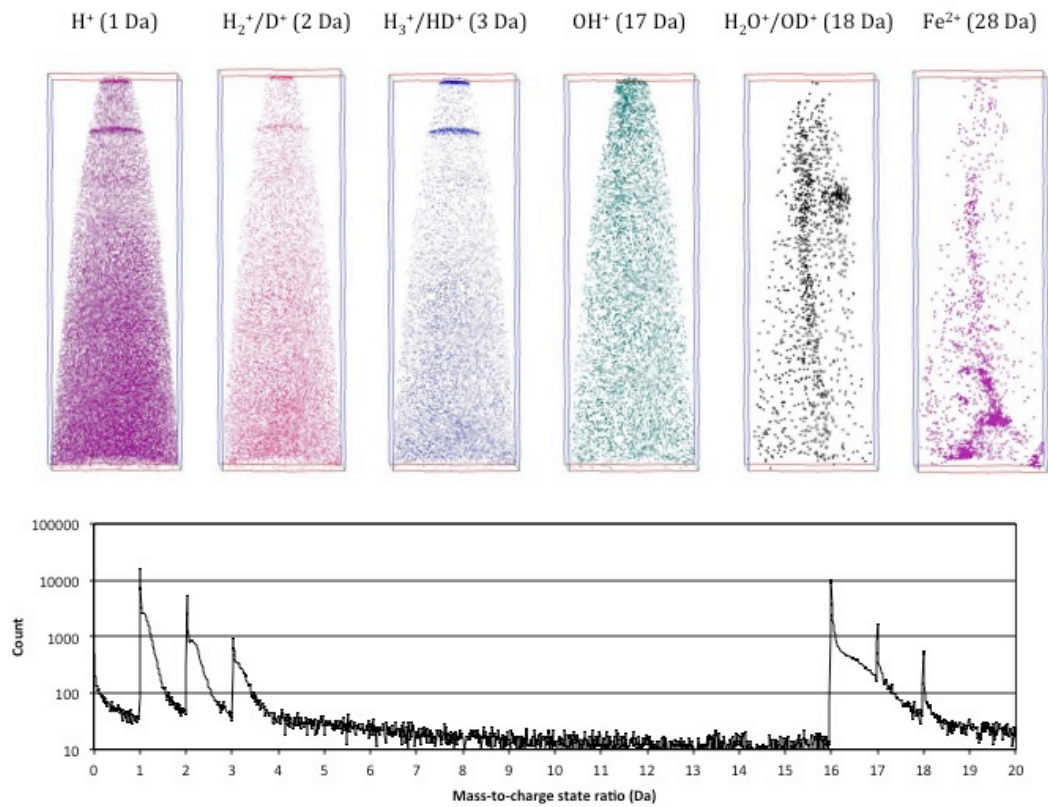 H₁⁺ (1 Da) H₂⁺/D⁺ (2 Da) H₃⁺/HD⁺ (3 Da) OH⁺ (17 Da) H₂O⁺/OD⁺ (18 Da) Fe²⁺ (28 Da)
100000
10000
1000
100
10
Count
0 1 2 3 4 5 6 7 8 9 10 11 12 13 14 15 16 17 18 19 20
Mass-to-charge state ratio (Da)